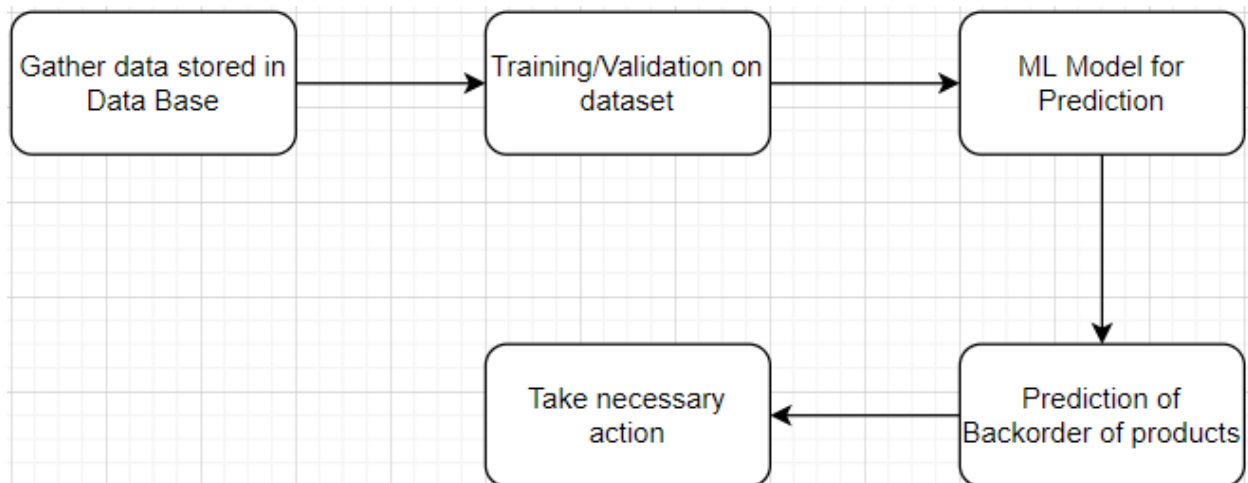 Gather data stored in
Data Base
Training/Validation on
dataset
ML Model for
Prediction
Prediction of
Backorder of products
Take necessary
action